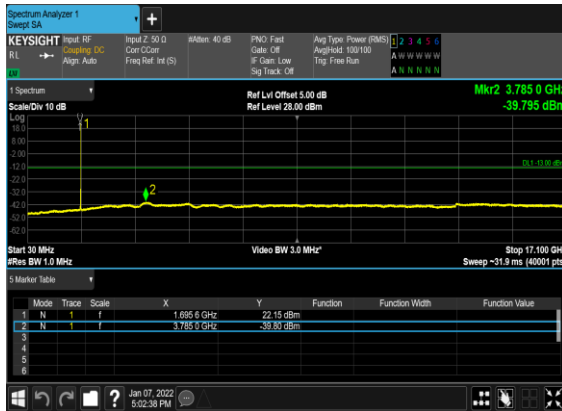 Spectrum Analyzer 1
Swept SA
+
KEYSIGHT Input: RF Input Z: 50 Ω #Atten: 40 dB PNO: Fast Avg Type: Power (RMS) 1 2 3 4 5 6
RL Coupling: DC Corr CCorr Gate: Off Avg|Hold: 100/100 A W W W W W
Align: Auto Freq Ref: Int (S) IF Gain: Low Trig: Free Run
LXI Sig Track: Off A N N N N N
1 Spectrum Ref Lvl Offset 5.00 dB Mkr2 3.785 0 GHz
Scale/Div 10 dB Ref Level 28.00 dBm -39.795 dBm
Log
18.0
8.00
-2.00
-12.0
-22.0
-32.0
-42.0
-52.0
-62.0
1
DL1 -13.00 dBm
2
Start 30 MHz Video BW 3.0 MHz* Stop 17.100 GHz
#Res BW 1.0 MHz Sweep ~31.9 ms (40001 pts)
5 Marker Table
Mode Trace Scale X Y Function Function Width Function Value
1 N 1 f 1.695 6 GHz 22.15 dBm
2 N 1 f 3.785 0 GHz -39.80 dBm
3
4
5
6
? Jan 07, 2022
5:02:38 PM